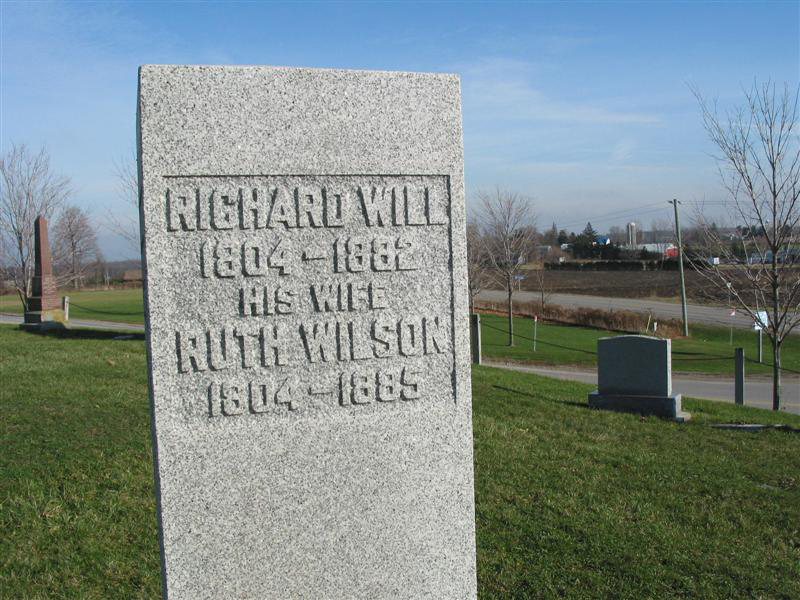 RICHARD WILL
1804 - 1882
HIS WIFE
RUTH WILSON
1804 - 1885